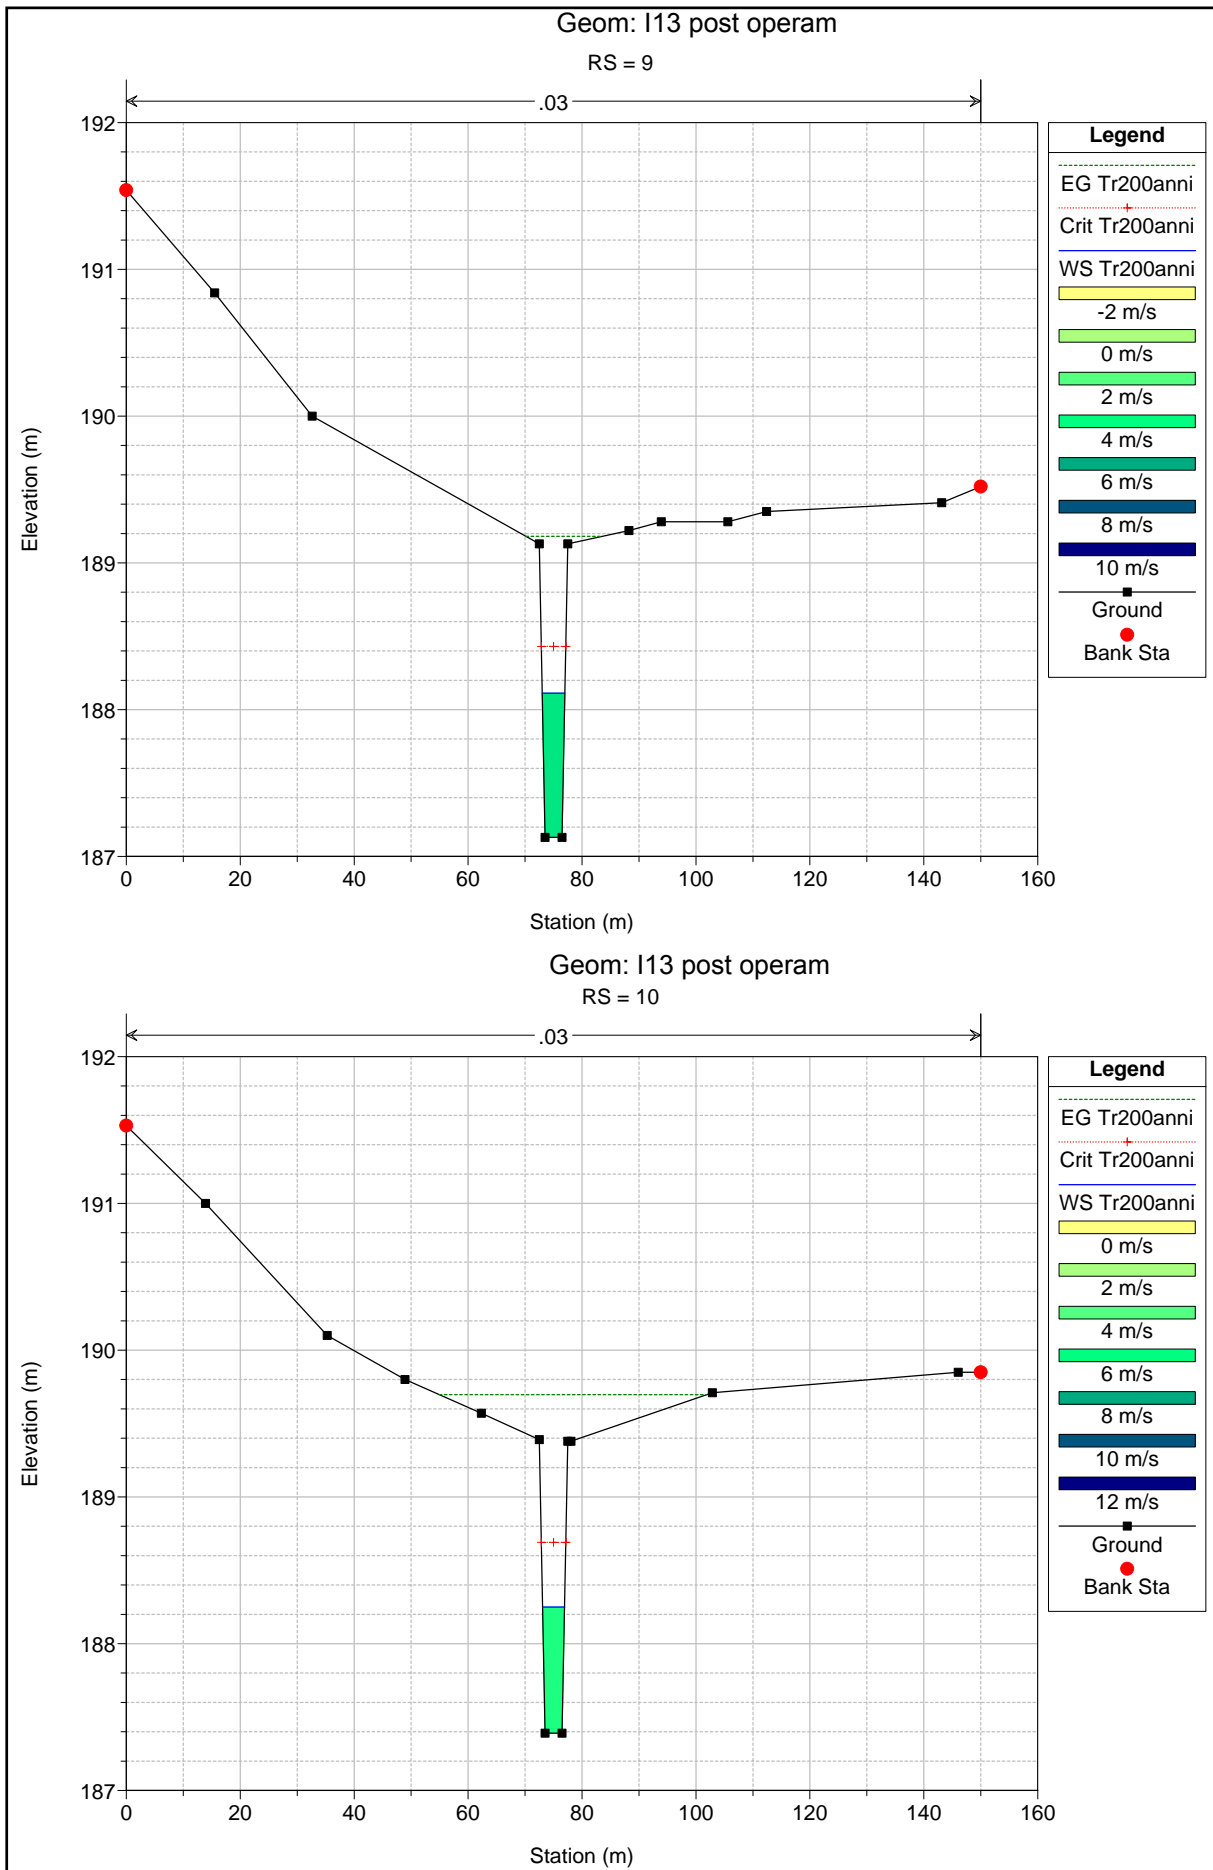 Geom: I13 post operam
RS = 9
.03
192
191
190
189
188
187
0
20
40
60
80
100
120
140
160
Elevation (m)
Station (m)
Legend
EG Tr200anni
Crit Tr200anni
WS Tr200anni
-2 m/s
0 m/s
2 m/s
4 m/s
6 m/s
8 m/s
10 m/s
Ground
Bank Sta
Geom: I13 post operam
RS = 10
.03
192
191
190
189
188
187
0
20
40
60
80
100
120
140
160
Elevation (m)
Station (m)
Legend
EG Tr200anni
Crit Tr200anni
WS Tr200anni
0 m/s
2 m/s
4 m/s
6 m/s
8 m/s
10 m/s
12 m/s
Ground
Bank Sta